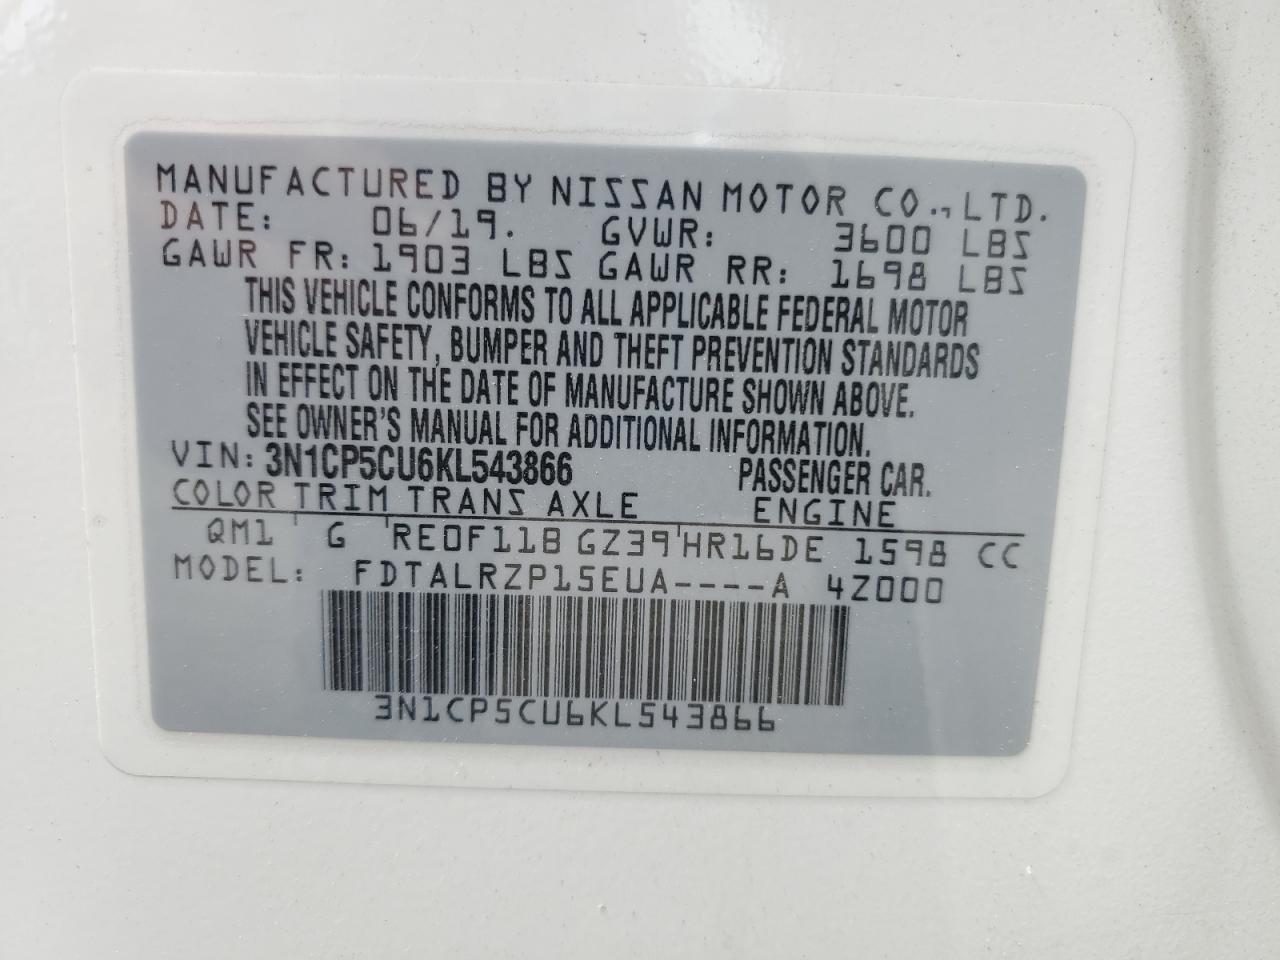 MANUFACTURED BY NISSAN MOTOR CO., LTD.
DATE: 06/19. GVWR: 3600 LBS
GAWR FR: 1903 LBS GAWR RR: 1698 LBS
THIS VEHICLE CONFORMS TO ALL APPLICABLE FEDERAL MOTOR
VEHICLE SAFETY, BUMPER AND THEFT PREVENTION STANDARDS
IN EFFECT ON THE DATE OF MANUFACTURE SHOWN ABOVE.
SEE OWNER'S MANUAL FOR ADDITIONAL INFORMATION.
VIN: 3N1CP5CU6KL543866 PASSENGER CAR.
COLOR TRIM TRANS AXLE ENGINE
QM1 ' G 'RE0F11B GZ39'HR16DE 1598 CC
MODEL: FDTALRZP15EUA----A 4Z000
3N1CP5CU6KL543866